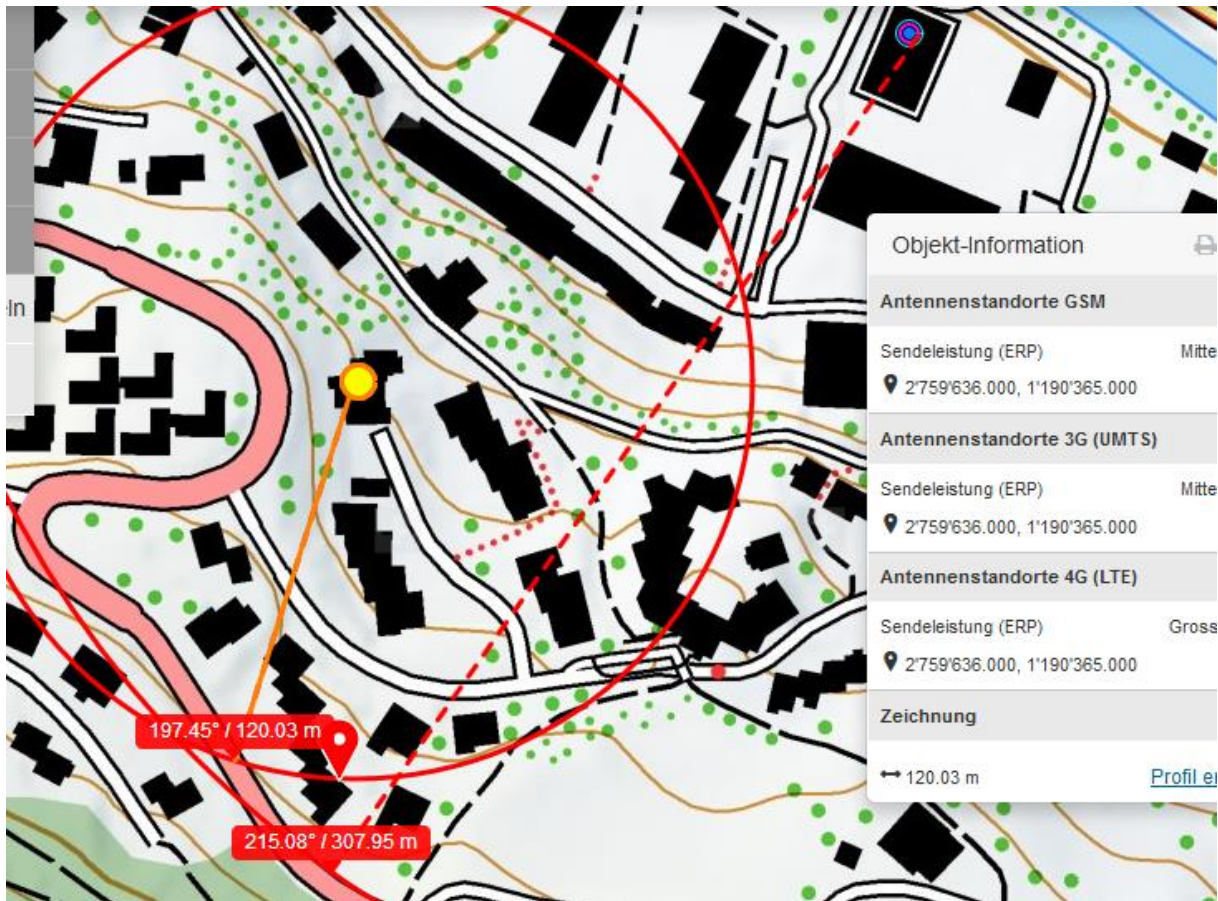 eln
197.45° / 120.03 m
215.08° / 307.95 m
Objekt-Information
Antennenstandorte GSM
Sendeleistung (ERP) Mitte
2'759'636.000, 1'190'365.000
Antennenstandorte 3G (UMTS)
Sendeleistung (ERP) Mitte
2'759'636.000, 1'190'365.000
Antennenstandorte 4G (LTE)
Sendeleistung (ERP) Gross
2'759'636.000, 1'190'365.000
Zeichnung
120.03 m Profil er